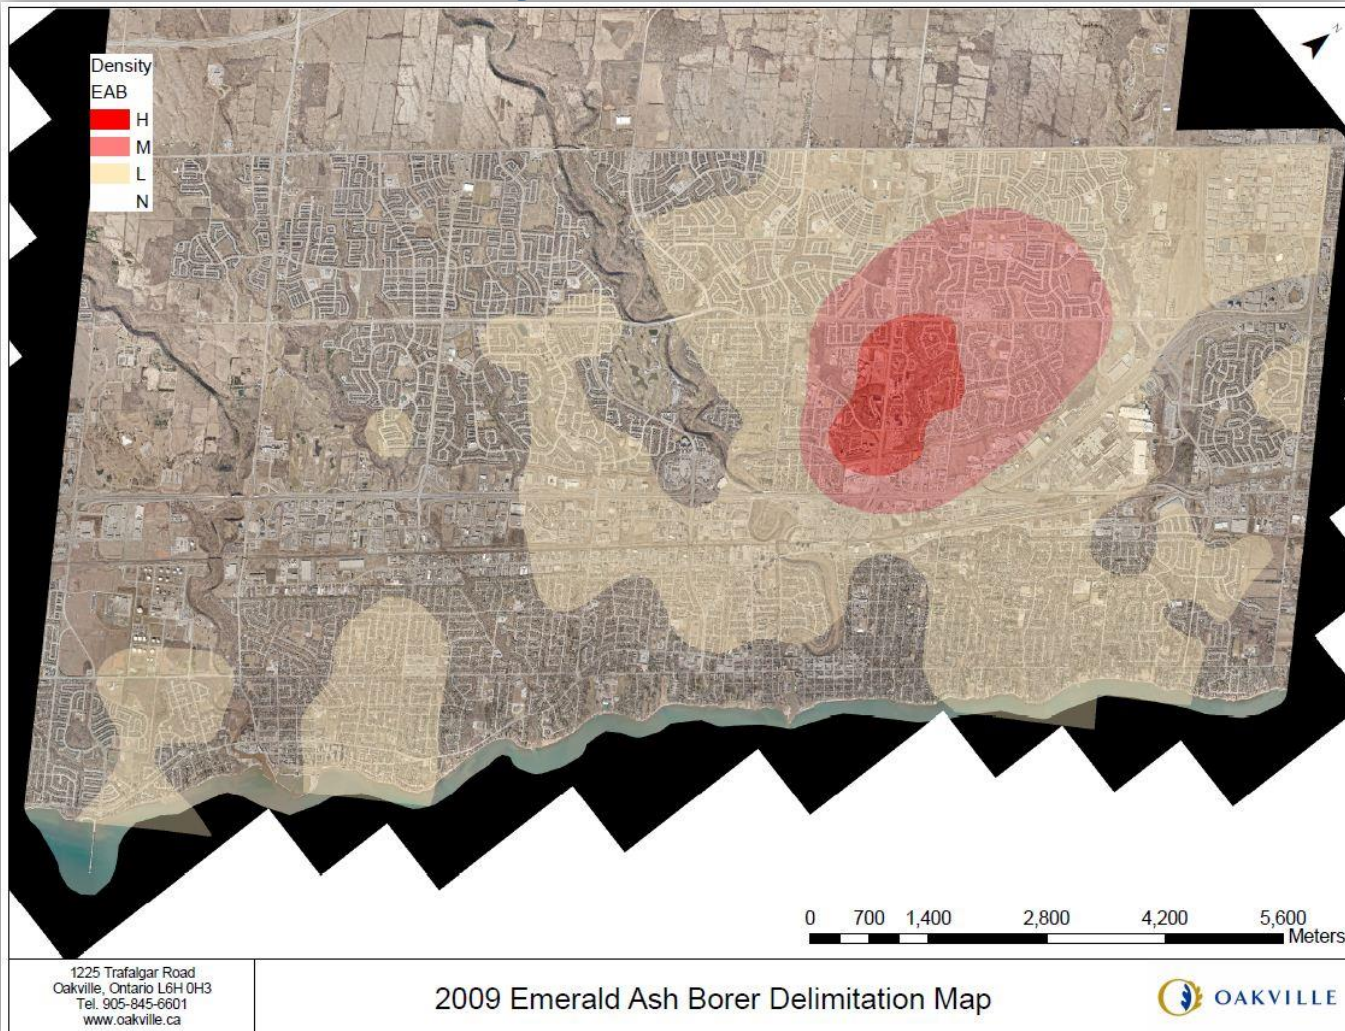 Density
EAB
H
M
L
N
N
0 700 1,400 2,800 4,200 5,600
Meters
1225 Trafalgar Road
Oakville, Ontario L6H 0H3
Tel. 905-845-6601
www.oakville.ca
2009 Emerald Ash Borer Delimitation Map
OAKVILLE